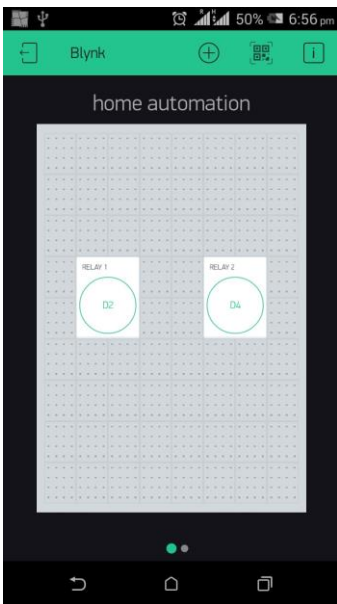 R H 50% 6:56 pm
Blynk
home automation
RELAY 1 RELAY 2
D2 D4